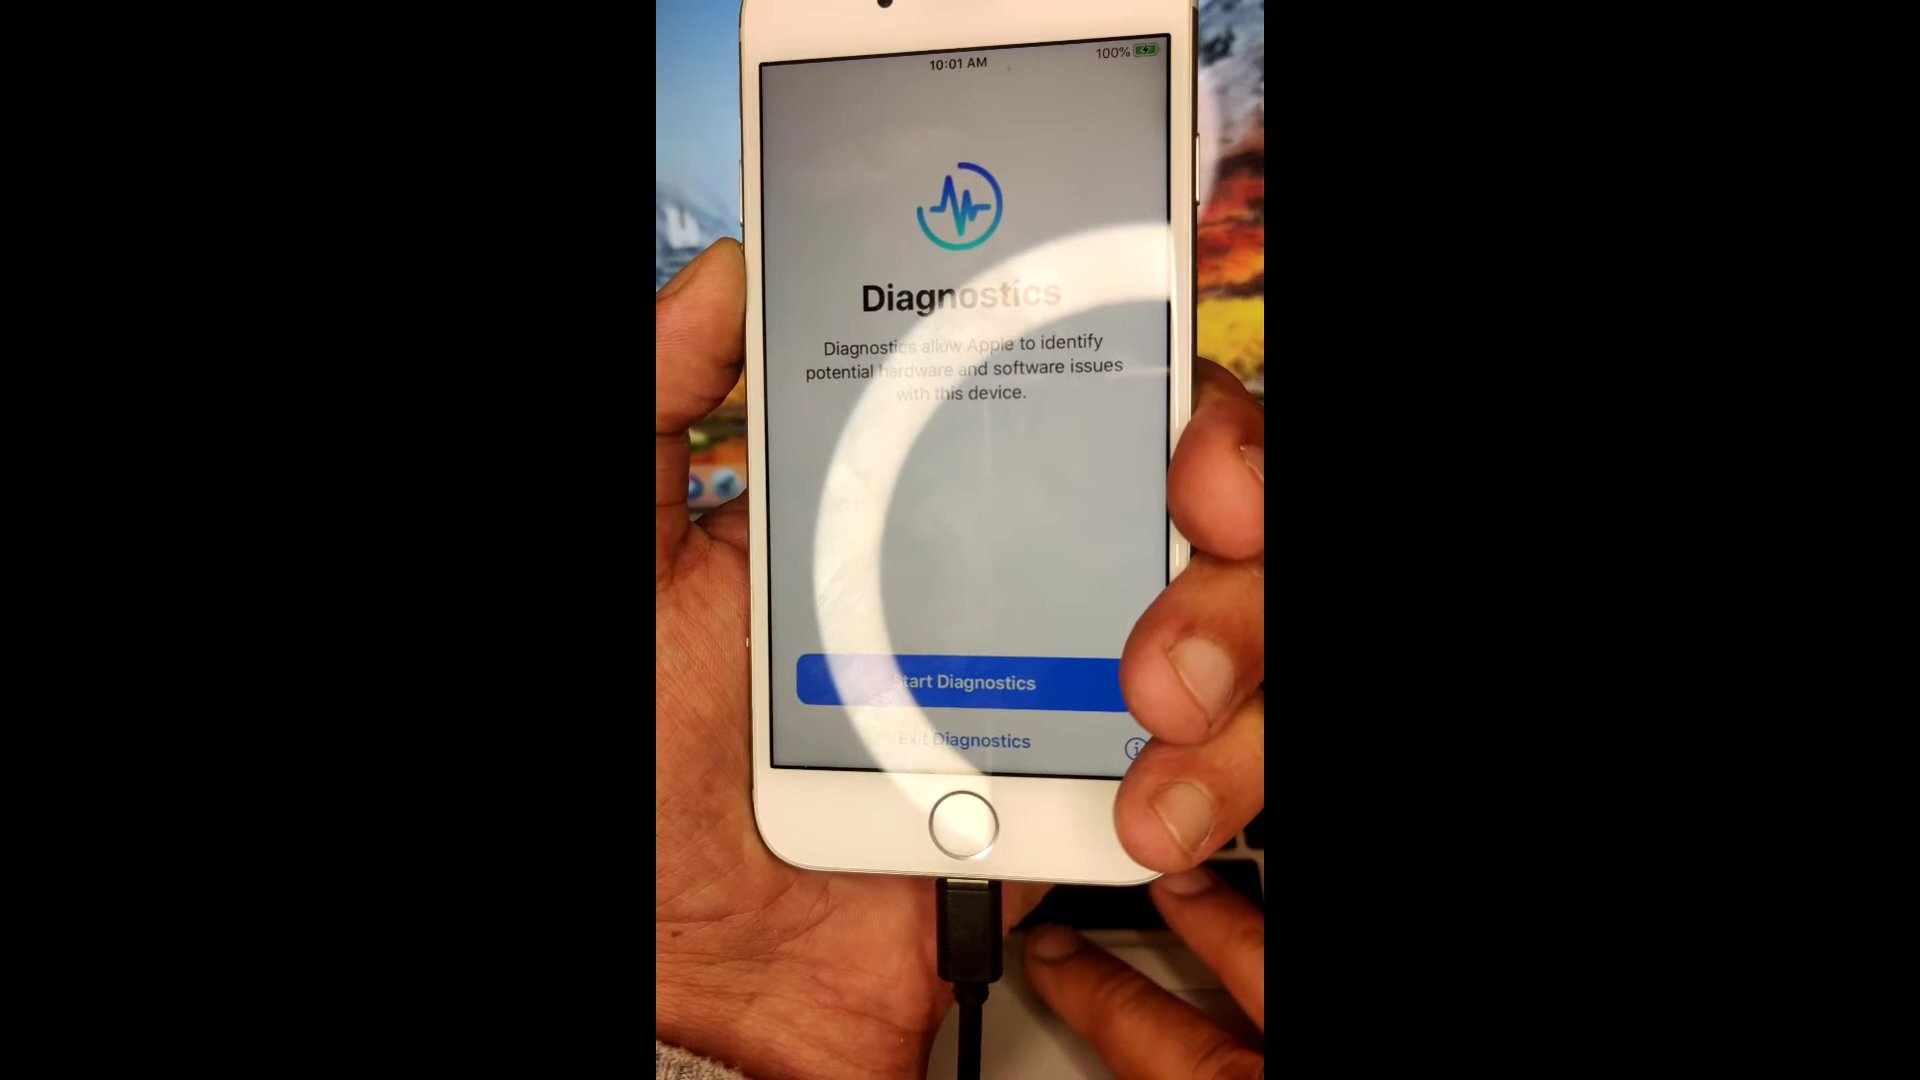 10:01 AM
100%
Diagnostics
Diagnostics allow Apple to identify
potential hardware and software issues
with this device.
Start Diagnostics
Exit Diagnostics